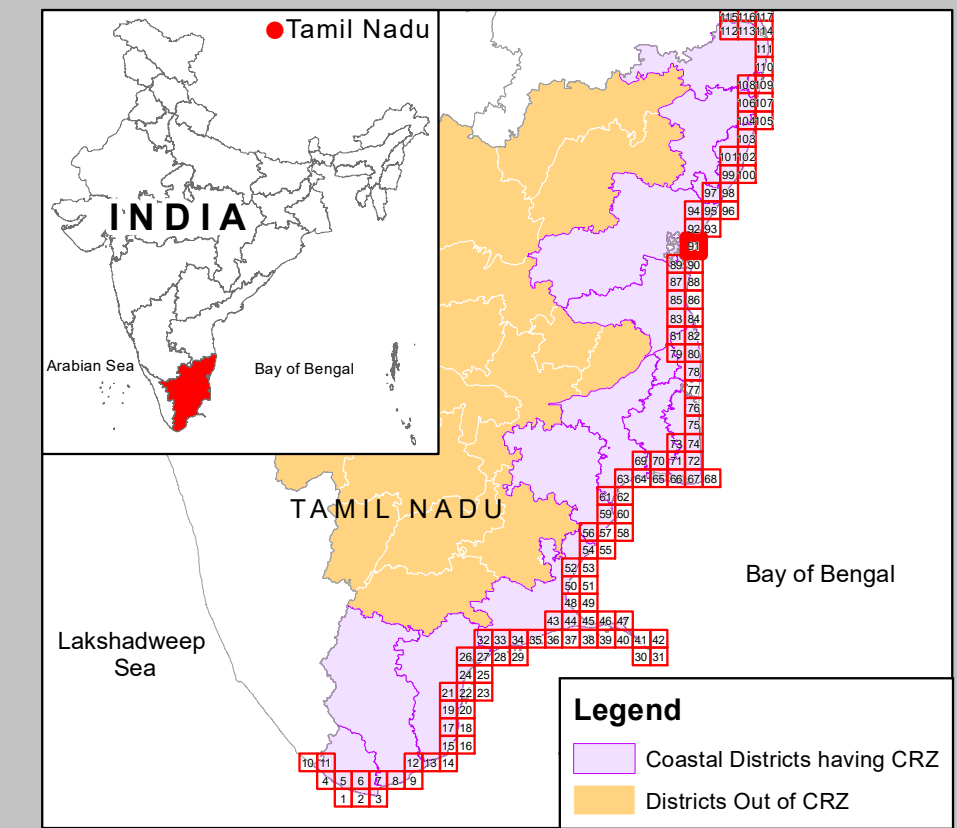 Tamil Nadu
INDIA
Arabian Sea
Bay of Bengal
115 116 117
112 113 114
111
110
108 109
106 107
104 105
103
101 102
99 100
97 98
94 95 96
92 93
91
89 90
87 88
85 86
83 84
81 82
79 80
78
77
76
75
73 74
69 70 71 72
63 64 65 66 67 68
61 62
TAMIL NADU
59 60
56 57 58
54 55
52 53
Bay of Bengal
50 51
48 49
43 44 45 46 47
Lakshadweep
Sea
32 33 34 35 36 37 38 39 40 41 42
26 27 28 29 30 31
24 25
21 22 23
19 20
17 18
15 16
10 11 12 13 14
4 5 6 7 8 9
1 2 3
Legend
Coastal Districts having CRZ
Districts Out of CRZ